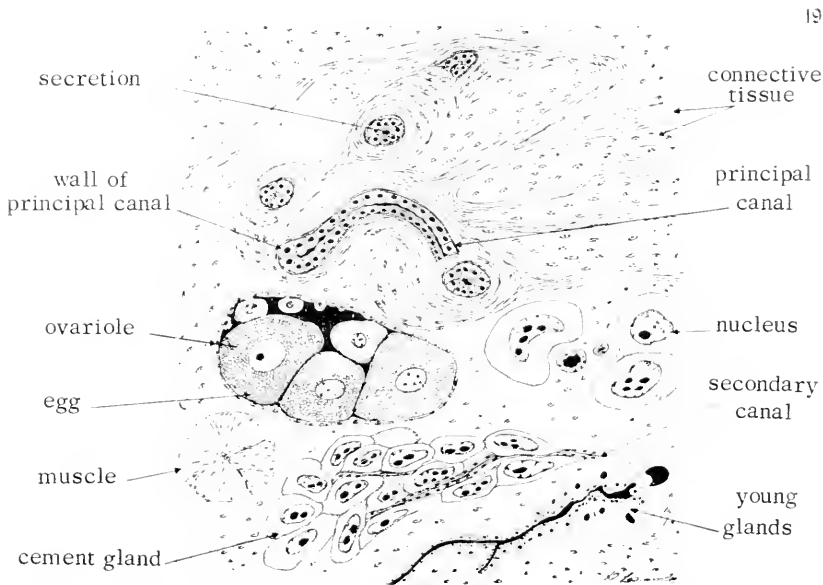 19
secretion
connective
tissue
wall of
principal canal
principal
canal
ovariole
nucleus
egg
secondary
canal
muscle
young
glands
cement gland